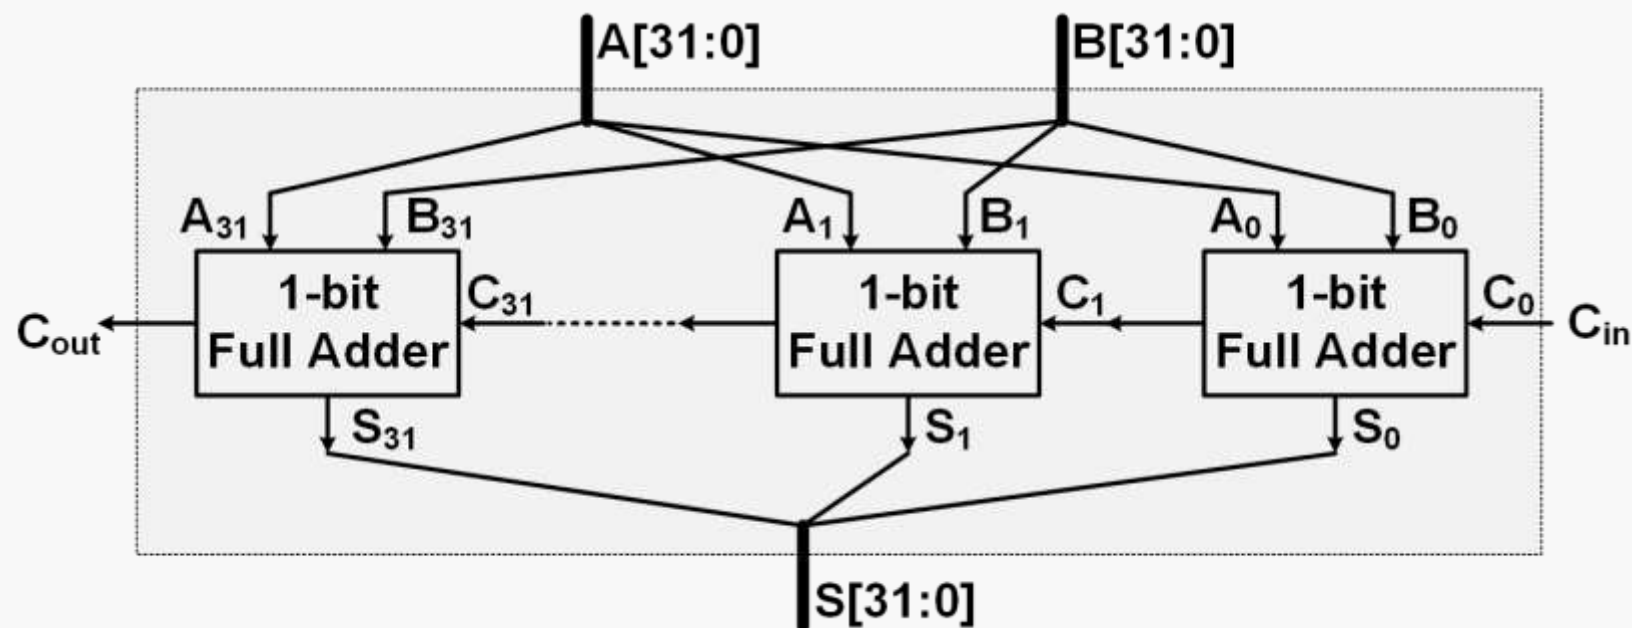 A[31:0]
B[31:0]
A31
B31
A1
B1
A0
B0
1-bit
Full Adder
C31
1-bit
Full Adder
C1
1-bit
Full Adder
C0
Cin
Cout
S31
S1
S0
S[31:0]